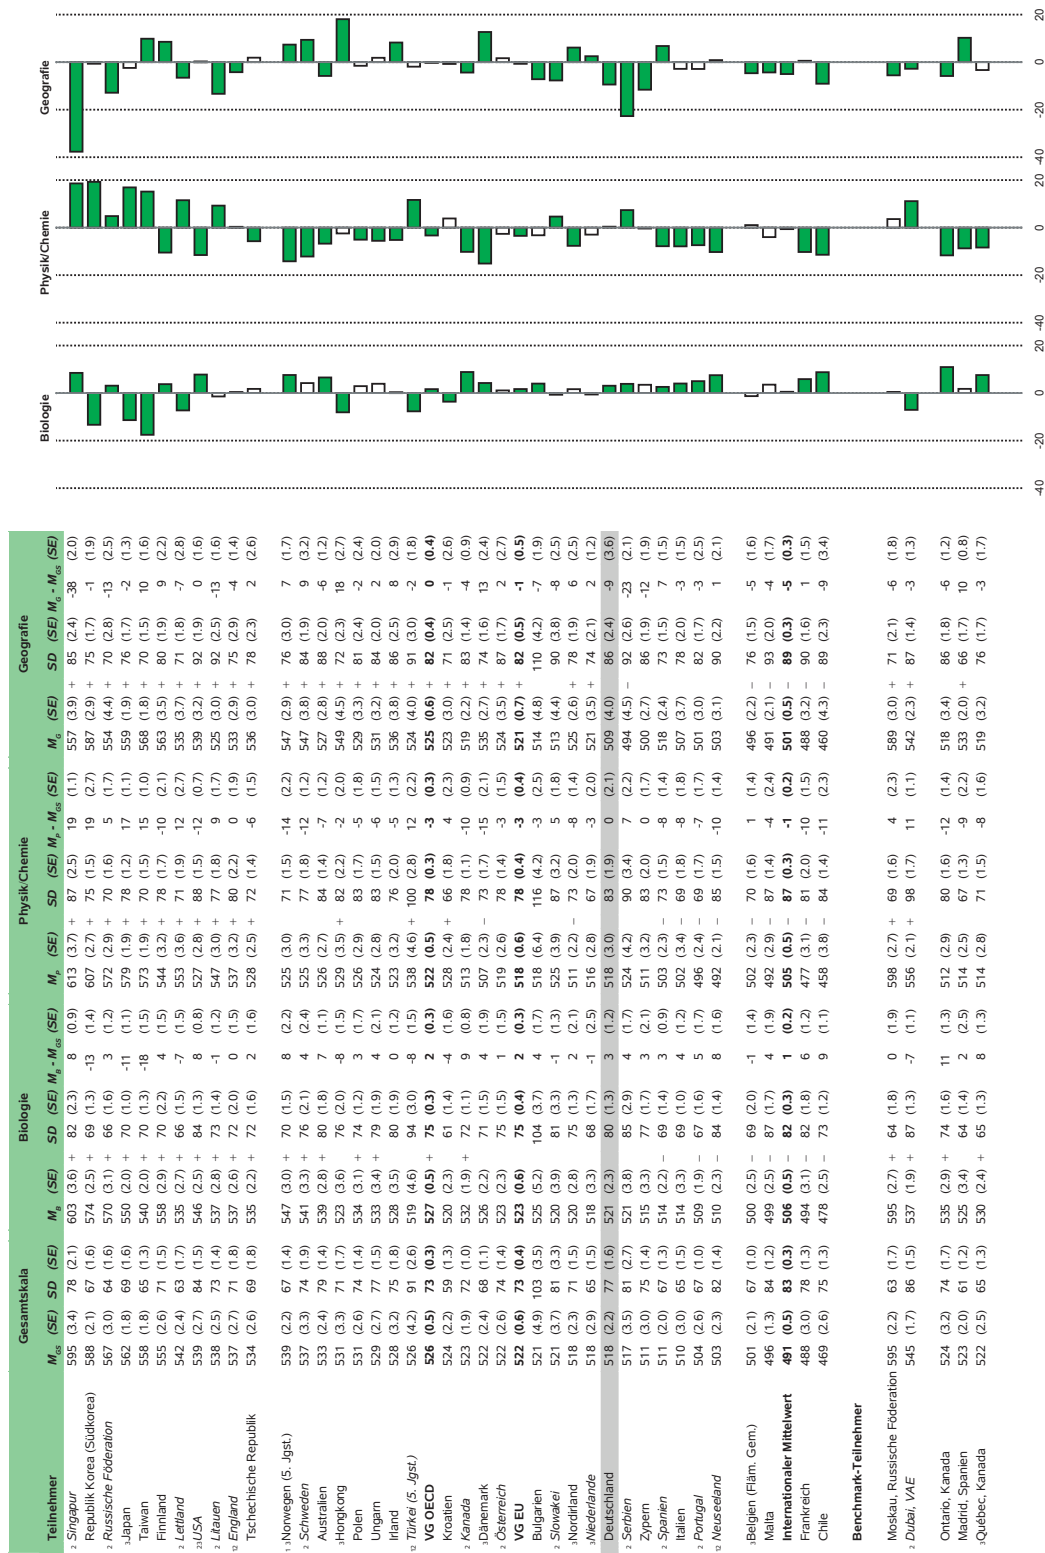 Gesamtskala Biologie Physik/Chemie Geografie
Teilnehmer M_GS (SE) SD (SE) M_B (SE) SD (SE) M_B - M_GS (SE) M_P (SE) SD (SE) M_P - M_GS (SE) M_G (SE) SD (SE) M_G - M_GS (SE)
2 Singapur 595 (3.4) 78 (2.1) 603 (3.6) + 82 (2.3) 8 (0.9) 613 (3.7) + 87 (2.5) 19 (1.1) 557 (3.9) + 85 (2.4) -38 (2.0)
Republik Korea (Südkorea) 588 (2.1) 67 (1.6) 574 (2.5) + 69 (1.3) -13 (1.4) 607 (2.7) + 75 (1.5) 19 (2.7) 587 (2.9) + 75 (1.7) -1 (1.9)
2 Russische Föderation 567 (3.0) 64 (1.6) 570 (3.1) + 66 (1.6) 3 (1.2) 572 (2.9) + 70 (1.6) 5 (1.7) 554 (4.4) + 70 (2.8) -13 (2.5)
3 Japan 562 (1.8) 69 (1.6) 550 (2.0) + 70 (1.0) -11 (1.1) 579 (1.9) + 78 (1.2) 17 (1.1) 559 (1.9) + 76 (1.7) -2 (1.3)
Taiwan 558 (1.8) 65 (1.3) 540 (2.0) + 70 (1.3) -18 (1.5) 573 (1.9) + 70 (1.5) 15 (1.0) 568 (1.8) + 70 (1.5) 10 (1.6)
Finnland 555 (2.6) 71 (1.5) 558 (2.9) + 70 (2.2) 4 (1.5) 544 (3.2) + 78 (1.7) -10 (2.1) 563 (3.5) + 80 (1.9) 9 (2.2)
2 Lettland 542 (2.4) 63 (1.7) 535 (2.7) + 66 (1.5) -7 (1.5) 553 (3.6) + 71 (1.9) 12 (2.7) 535 (3.7) + 71 (1.8) -7 (2.8)
23 USA 539 (2.7) 84 (1.5) 546 (2.5) + 84 (1.3) 8 (0.8) 527 (2.8) + 88 (1.5) -12 (0.7) 539 (3.2) + 92 (1.9) 0 (1.6)
2 Litauen 538 (2.5) 73 (1.4) 537 (2.8) + 73 (1.4) -1 (1.2) 547 (3.0) + 77 (1.8) 9 (1.7) 525 (3.0) + 92 (2.5) -13 (1.6)
12 England 537 (2.7) 71 (1.8) 537 (2.6) + 72 (2.0) 0 (1.5) 537 (3.2) + 80 (2.2) 0 (1.9) 533 (2.9) + 75 (2.9) -4 (1.4)
Tschechische Republik 534 (2.6) 69 (1.8) 535 (2.2) + 72 (1.6) 2 (1.6) 528 (2.5) + 72 (1.4) -6 (1.5) 536 (3.0) + 78 (2.3) 2 (2.6)
1 3 Norwegen (5. Jgst.) 539 (2.2) 67 (1.4) 547 (3.0) + 70 (1.5) 8 (2.2) 525 (3.0) 71 (1.5) -14 (2.2) 547 (2.9) + 76 (3.0) 7 (1.7)
2 Schweden 537 (3.3) 74 (1.9) 541 (3.3) 76 (2.1) 4 (2.4) 525 (3.3) 77 (1.8) -12 (1.2) 547 (3.8) + 84 (1.9) 9 (3.2)
Australien 533 (2.4) 79 (1.4) 539 (2.8) + 80 (1.8) 7 (1.1) 526 (2.7) 84 (1.4) -7 (1.2) 527 (2.8) + 88 (2.0) -6 (1.2)
3 Hongkong 531 (3.3) 71 (1.7) 523 (3.6) 76 (2.0) -8 (1.5) 529 (3.5) + 82 (2.2) -2 (2.0) 549 (4.5) + 72 (2.3) 18 (2.7)
Polen 531 (2.6) 74 (1.4) 534 (3.1) + 74 (1.2) 3 (1.7) 526 (2.9) 83 (1.7) -5 (1.8) 529 (3.3) + 81 (2.4) -2 (2.4)
Ungarn 529 (2.7) 77 (1.5) 533 (3.4) + 79 (1.9) 4 (2.1) 524 (2.8) 83 (1.5) -6 (1.5) 531 (3.2) + 84 (2.0) 2 (2.0)
Irland 528 (3.2) 75 (1.8) 528 (3.5) 80 (1.9) 0 (1.2) 523 (3.2) 76 (2.0) -5 (1.3) 536 (3.8) + 86 (2.5) 8 (2.9)
12 Türkei (5. Jgst.) 526 (4.2) 91 (2.6) 519 (4.6) 94 (3.0) -8 (1.5) 538 (4.6) + 100 (2.8) 12 (2.2) 524 (4.0) + 91 (3.0) -2 (1.8)
VG OECD 526 (0.5) 73 (0.3) 527 (0.5) + 75 (0.3) 2 (0.3) 522 (0.5) 78 (0.3) -3 (0.3) 525 (0.6) + 82 (0.4) 0 (0.4)
Kroatien 524 (2.2) 59 (1.3) 520 (2.3) 61 (1.4) -4 (1.6) 528 (2.4) + 66 (1.8) 4 (2.3) 523 (3.0) + 71 (2.5) -1 (2.6)
2 Kanada 523 (1.9) 72 (1.0) 532 (1.9) + 72 (1.1) 9 (0.8) 513 (1.8) 78 (1.1) -10 (0.9) 519 (2.2) + 83 (1.4) -4 (0.9)
3 Dänemark 522 (2.4) 68 (1.1) 526 (2.2) 71 (1.5) 4 (1.9) 507 (2.3) − 73 (1.7) -15 (2.1) 535 (2.7) + 74 (1.6) 13 (2.4)
2 Österreich 522 (2.6) 74 (1.4) 523 (2.3) 75 (1.5) 1 (1.5) 519 (2.6) 78 (1.4) -3 (1.5) 524 (3.5) + 87 (1.7) 2 (2.7)
VG EU 522 (0.6) 73 (0.4) 523 (0.6) 75 (0.4) 2 (0.3) 518 (0.6) 78 (0.4) -3 (0.4) 521 (0.7) + 82 (0.5) -1 (0.5)
Bulgarien 521 (4.9) 103 (3.5) 525 (5.2) 104 (3.7) 4 (1.7) 518 (6.4) 116 (4.2) -3 (2.5) 514 (4.8) 110 (4.2) -7 (1.9)
2 Slowakei 521 (3.7) 81 (3.3) 520 (3.9) 81 (3.3) -1 (1.3) 525 (3.9) 87 (3.2) 5 (1.8) 513 (4.4) 90 (3.8) -8 (2.5)
3 Nordirland 518 (2.3) 71 (1.5) 520 (2.8) 75 (1.3) 2 (2.1) 511 (2.2) − 73 (2.0) -8 (1.4) 525 (2.6) + 78 (1.9) 6 (2.5)
3 Niederlande 518 (2.9) 65 (1.5) 518 (3.3) 68 (1.7) -1 (2.5) 516 (2.8) 67 (1.9) -3 (2.0) 521 (3.5) + 74 (2.1) 2 (1.2)
Deutschland 518 (2.2) 77 (1.6) 521 (2.3) 80 (1.3) 3 (1.2) 518 (3.0) 83 (1.9) 0 (2.1) 509 (4.0) 86 (2.4) -9 (3.6)
2 Serbien 517 (3.5) 81 (2.7) 521 (3.8) 85 (2.9) 4 (1.7) 524 (4.2) 90 (3.4) 7 (2.2) 494 (4.5) − 92 (2.6) -23 (2.1)
Zypern 511 (3.0) 75 (1.4) 515 (3.3) 77 (1.7) 3 (2.1) 511 (3.2) 83 (2.0) 0 (1.7) 500 (2.7) 86 (1.9) -12 (1.9)
2 Spanien 511 (2.0) 67 (1.3) 514 (2.2) − 69 (1.4) 3 (0.9) 503 (2.3) − 73 (1.5) -8 (1.4) 518 (2.4) 73 (1.5) 7 (1.5)
Italien 510 (3.0) 65 (1.5) 514 (3.3) 69 (1.0) 4 (1.2) 502 (3.4) − 69 (1.8) -8 (1.8) 507 (3.7) 78 (2.0) -3 (1.5)
2 Portugal 504 (2.6) 67 (1.0) 509 (1.9) − 67 (1.6) 5 (1.7) 496 (2.4) − 69 (1.5) -7 (1.7) 501 (3.0) 82 (1.7) -3 (2.5)
12 Neuseeland 503 (2.3) 82 (1.4) 510 (2.3) − 84 (1.4) 8 (1.6) 492 (2.1) − 85 (1.5) -10 (1.4) 503 (3.1) 90 (2.2) 1 (2.1)
3 Belgien (Fläm. Gem.) 501 (2.1) 67 (1.0) 500 (2.5) − 69 (2.0) -1 (1.4) 502 (2.3) − 70 (1.6) 1 (1.4) 496 (2.2) − 76 (1.5) -5 (1.6)
Malta 496 (1.3) 84 (1.2) 499 (2.5) − 87 (1.7) 4 (1.9) 492 (2.9) − 87 (1.4) -4 (2.4) 491 (2.1) − 93 (2.0) -4 (1.7)
Internationaler Mittelwert 491 (0.5) 83 (0.3) 506 (0.5) − 82 (0.3) 1 (0.2) 505 (0.5) − 87 (0.3) -1 (0.2) 501 (0.5) − 89 (0.3) -5 (0.3)
Frankreich 488 (3.0) 78 (1.3) 494 (3.1) − 82 (1.8) 6 (1.2) 477 (3.1) − 81 (2.0) -10 (1.5) 488 (3.8) − 90 (1.6) 1 (1.5)
Chile 469 (2.6) 75 (1.3) 478 (2.5) − 73 (1.2) 9 (1.1) 458 (3.8) − 84 (1.4) -11 (2.3) 460 (4.3) − 89 (2.3) -9 (3.4)
Benchmark-Teilnehmer
Moskau, Russische Föderation 595 (2.2) 63 (1.7) 595 (2.7) + 64 (1.8) 0 (1.9) 598 (2.7) + 69 (1.6) 4 (2.3) 589 (3.0) + 71 (2.1) -6 (1.8)
2 Dubai, VAE 545 (1.7) 86 (1.5) 537 (1.9) + 87 (1.3) -7 (1.1) 556 (2.1) + 98 (1.7) 11 (1.1) 542 (2.3) + 87 (1.4) -3 (1.3)
Ontario, Kanada 524 (3.2) 74 (1.7) 535 (2.9) + 74 (1.6) 11 (1.3) 512 (2.9) 80 (1.6) -12 (1.4) 518 (3.4) 86 (1.8) -6 (1.2)
Madrid, Spanien 523 (2.0) 61 (1.2) 525 (3.4) 64 (1.4) 2 (2.5) 514 (2.5) 67 (1.3) -9 (2.2) 533 (2.0) + 66 (1.7) 10 (0.8)
3 Québec, Kanada 522 (2.5) 65 (1.3) 530 (2.4) + 65 (1.3) 8 (1.3) 514 (2.8) 71 (1.5) -8 (1.6) 519 (3.2) 76 (1.7) -3 (1.7)
Biologie Physik/Chemie Geografie
-40 -20 0 20 -40 -20 0 20 -40 -20 0 20